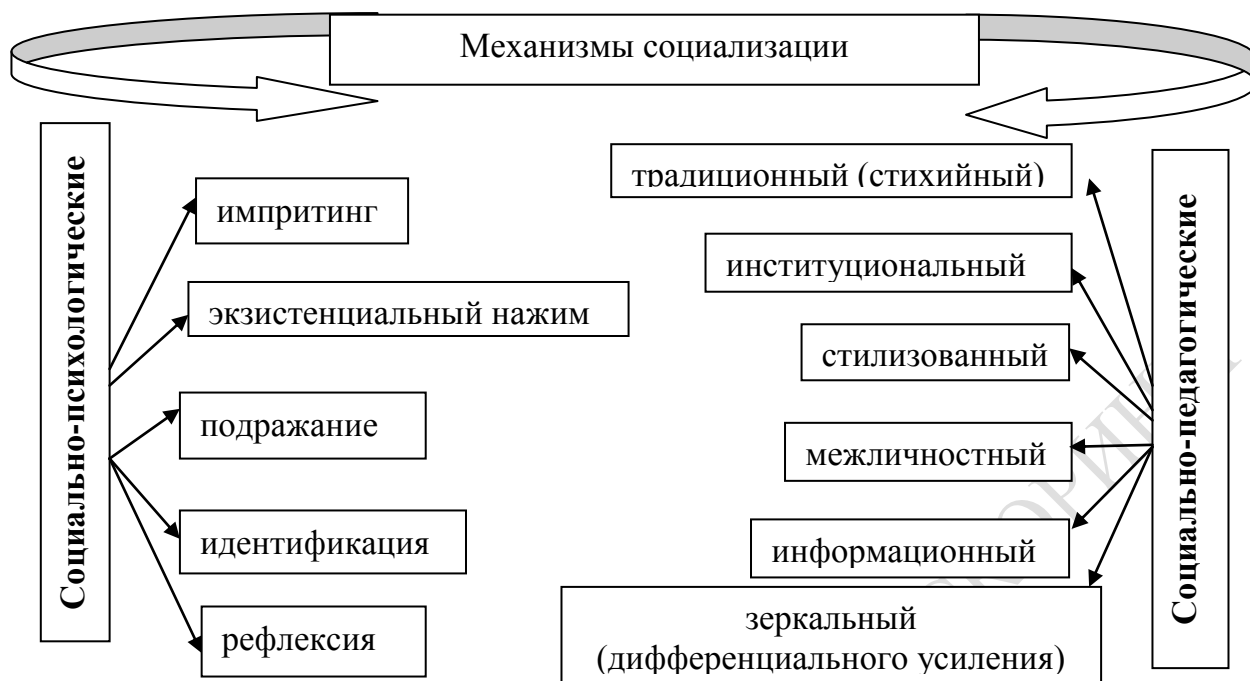 Механизмы социализации
Социально-психологические
импритинг
экзистенциальный нажим
подражание
идентификация
рефлексия
традиционный (стихийный)
институциональный
стилизованный
межличностный
информационный
зеркальный
(дифференциального усиления)
Социально-педагогические